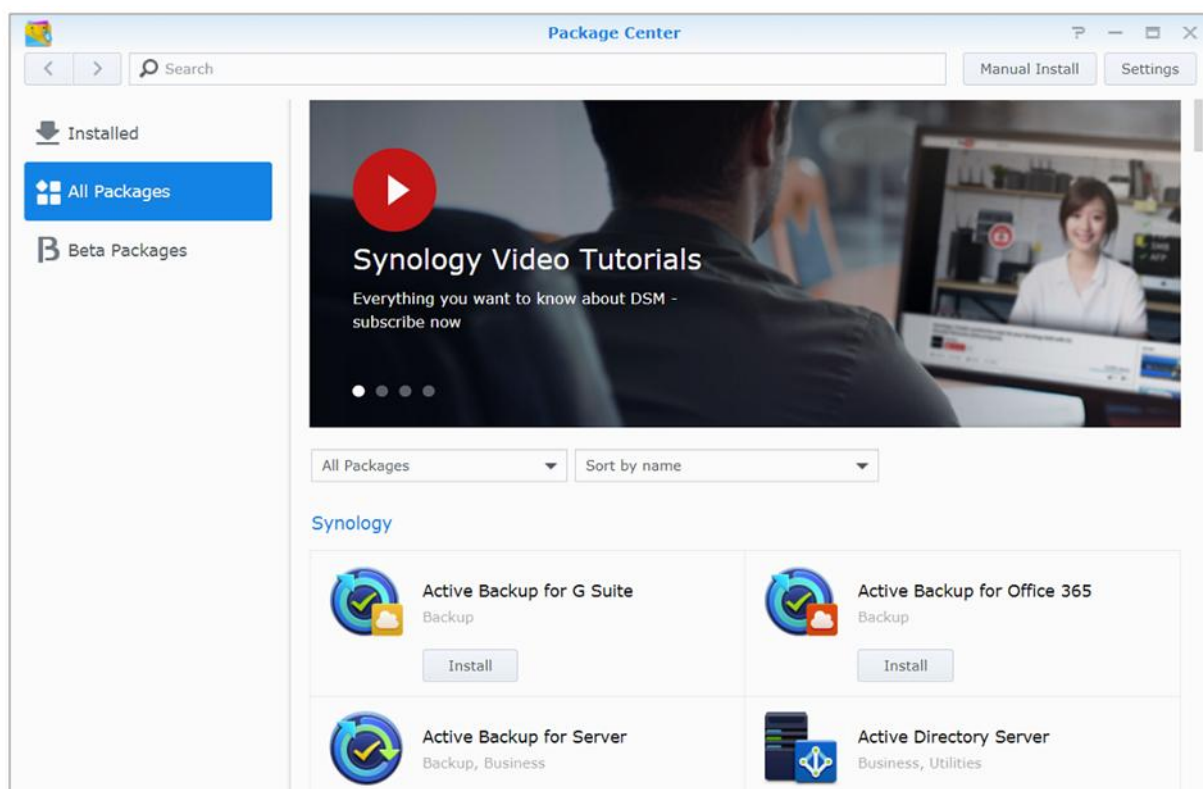 Package Center
Search
Manual Install
Settings
Installed
All Packages
Beta Packages
Synology Video Tutorials
Everything you want to know about DSM -
subscribe now
All Packages
Sort by name
Synology
Active Backup for G Suite
Backup
Install
Active Backup for Office 365
Backup
Install
Active Backup for Server
Backup, Business
Active Directory Server
Business, Utilities